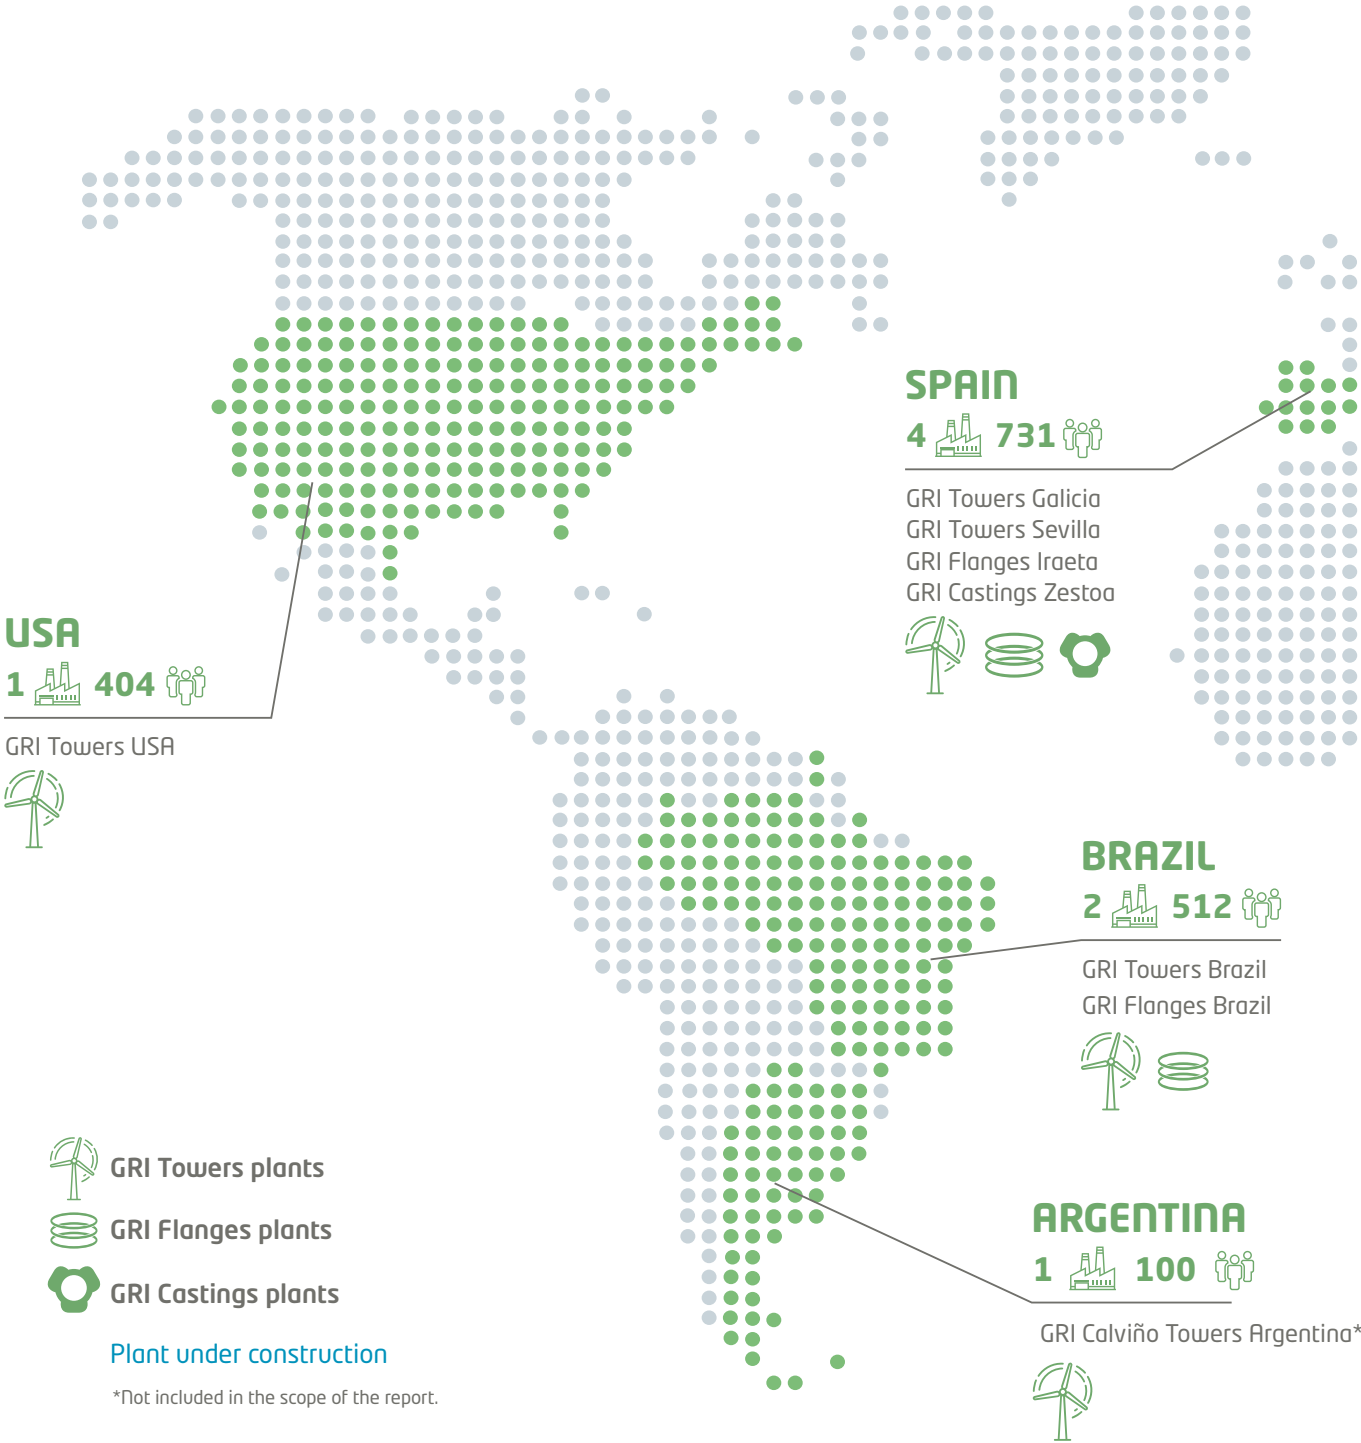 SPAIN
4 731
GRI Towers Galicia
GRI Towers Sevilla
GRI Flanges Iraeta
GRI Castings Zestoa
USA
1 404
GRI Towers USA
BRAZIL
2 512
GRI Towers Brazil
GRI Flanges Brazil
ARGENTINA
1 100
GRI Calviño Towers Argentina*
GRI Towers plants
GRI Flanges plants
GRI Castings plants
Plant under construction
*Not included in the scope of the report.